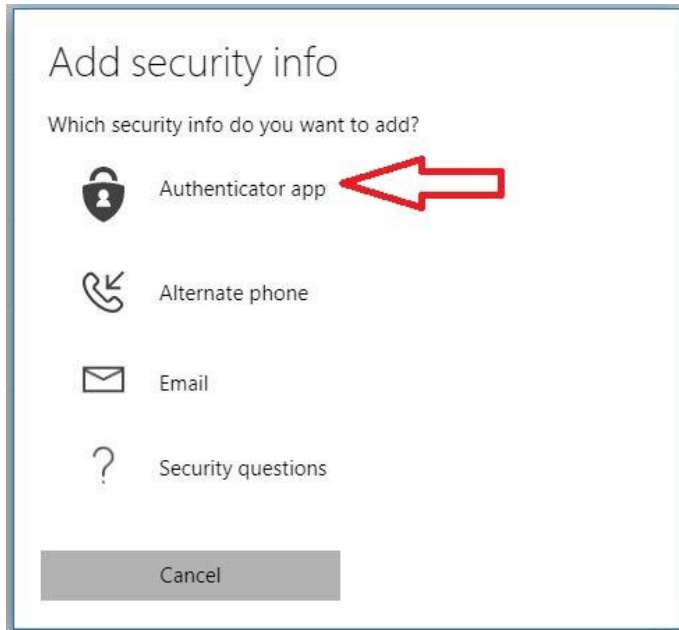 Add security info
Which security info do you want to add?
Authenticator app
Alternate phone
Email
Security questions
Cancel